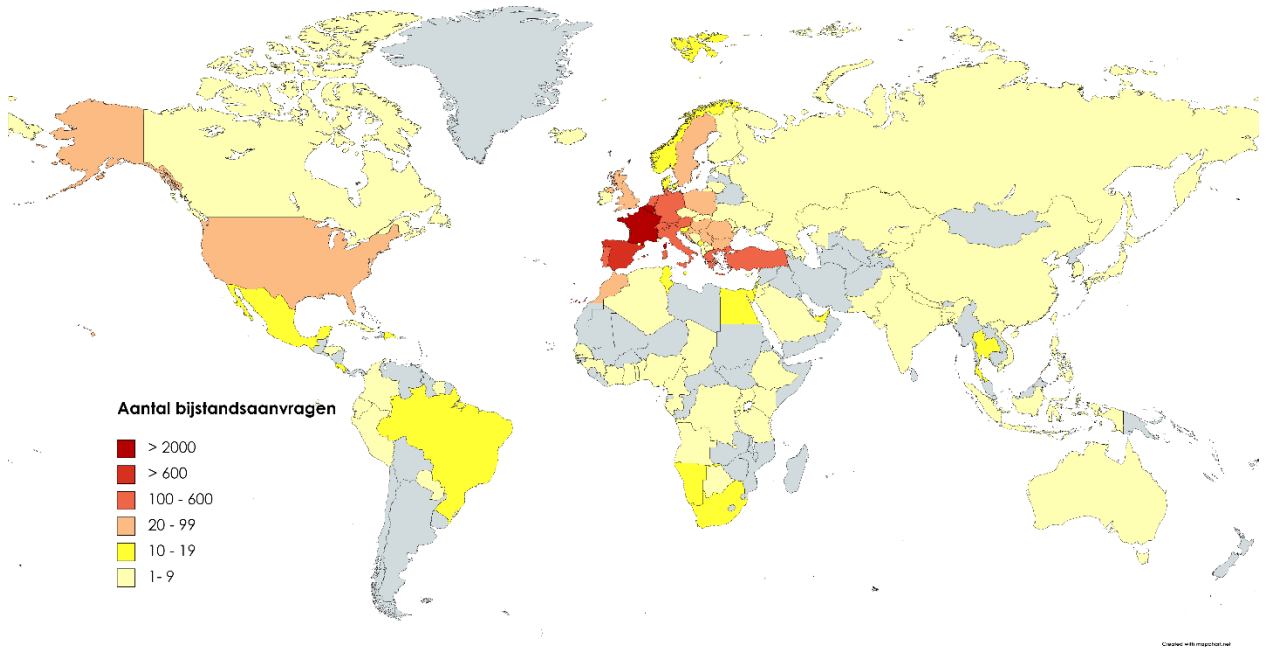 Aantal bijstandsaanvragen
> 2000
> 600
100 - 600
20 - 99
10 - 19
1- 9
Created with mapchart.net